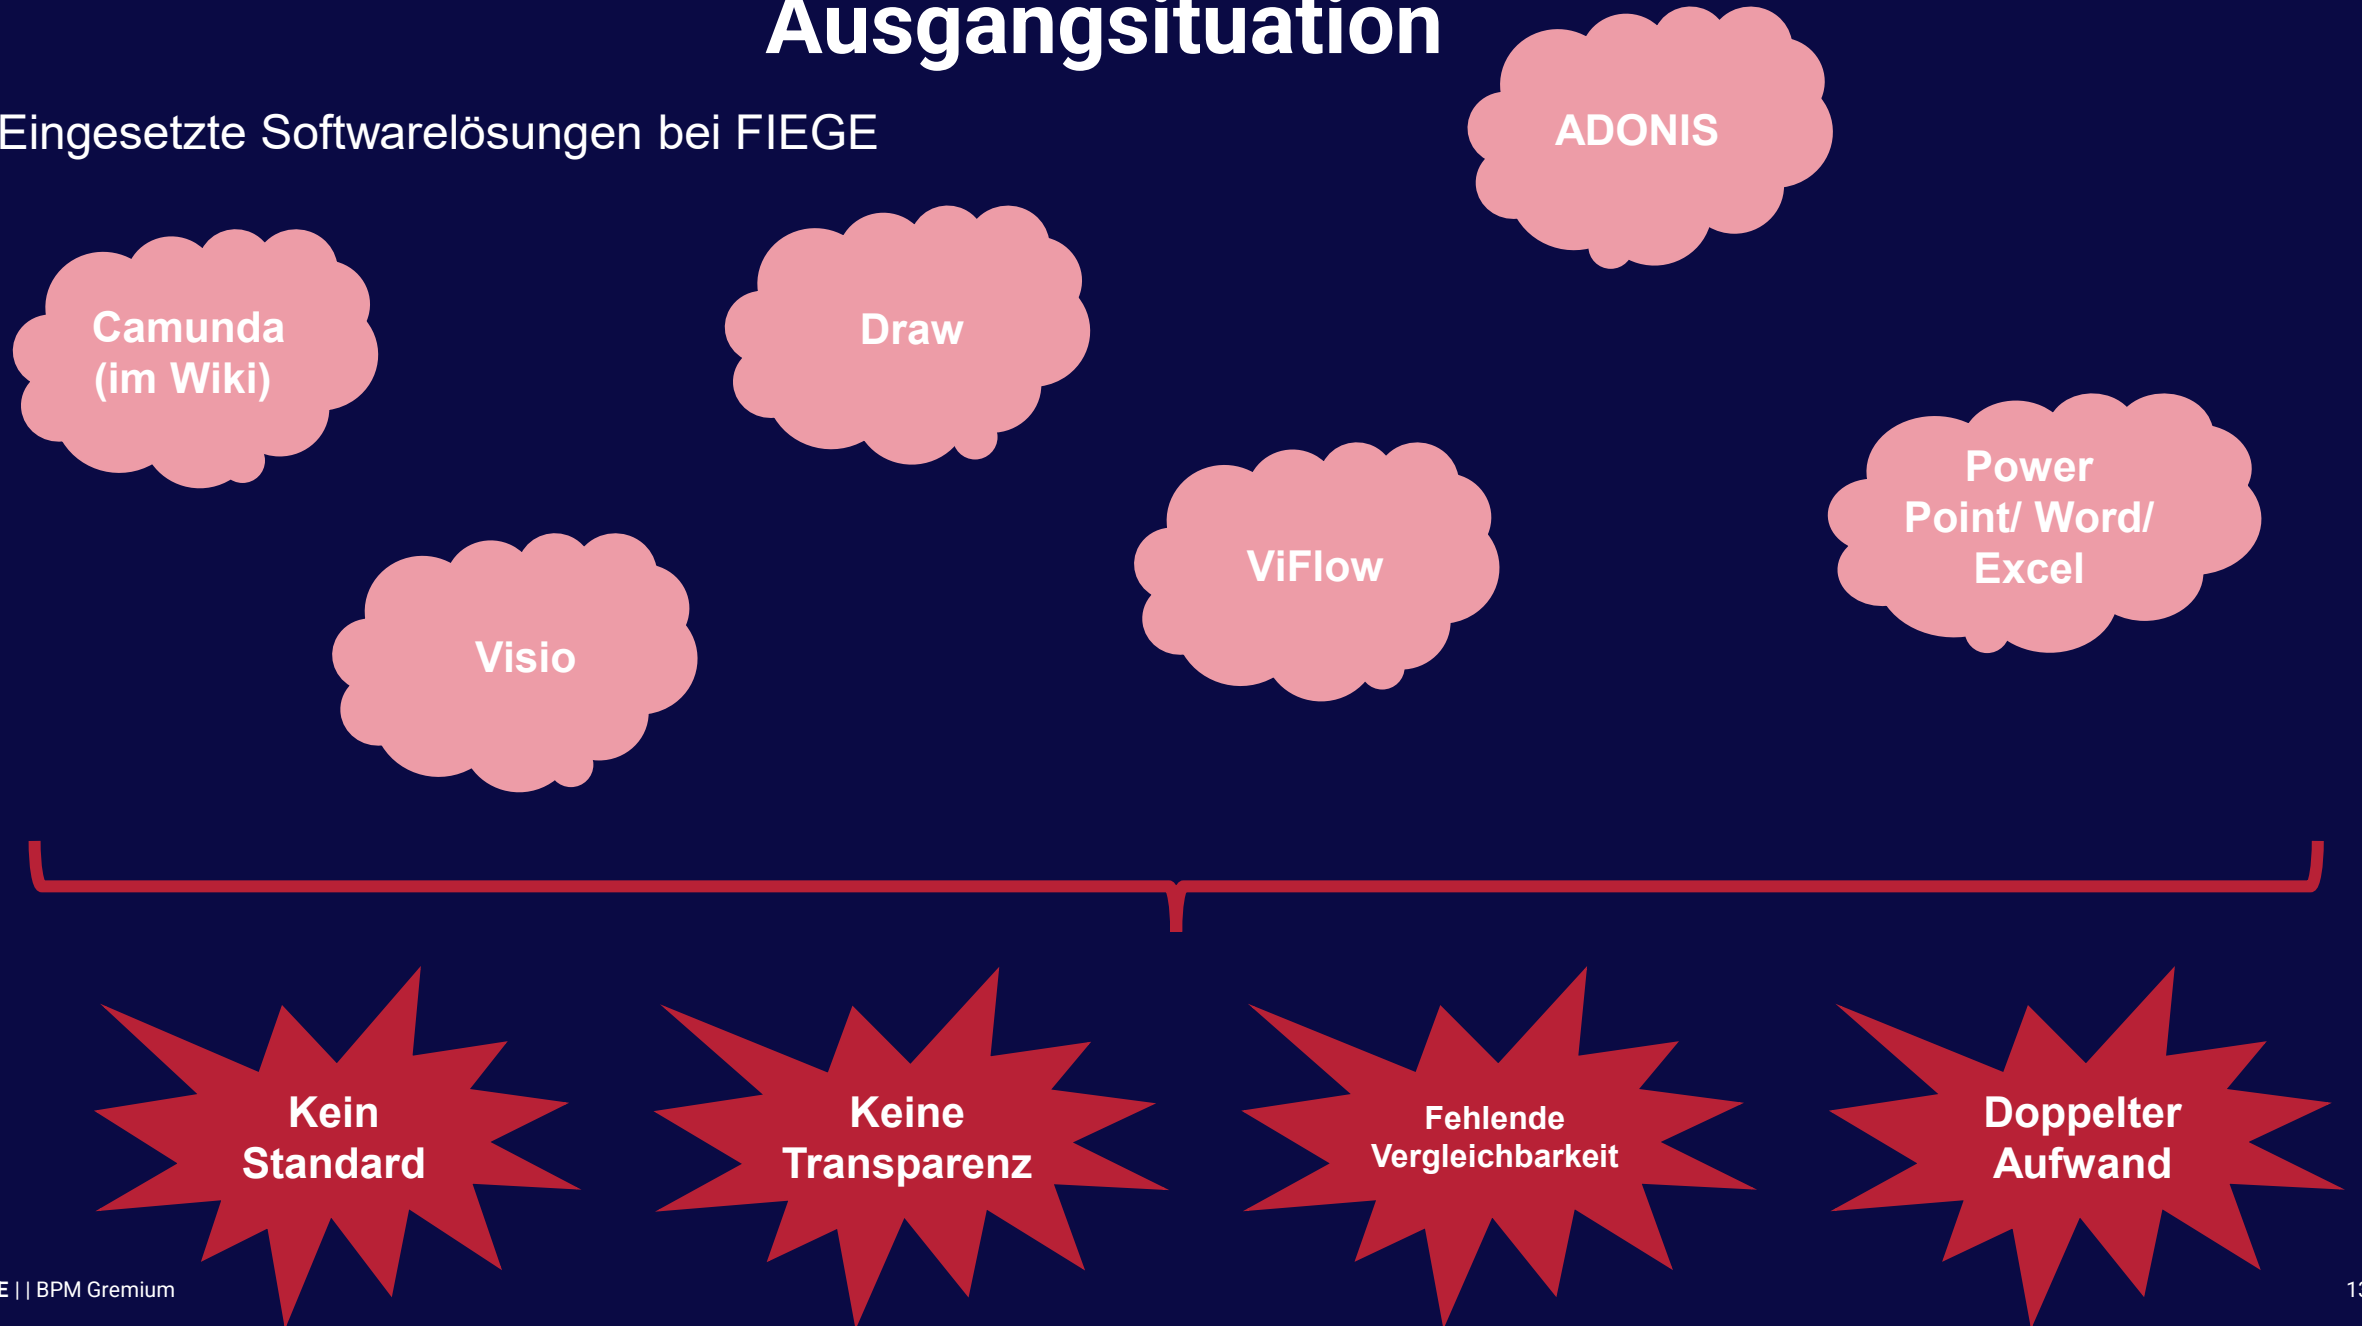 Ausgangsituation
Eingesetzte Softwarelösungen bei FIEGE
ADONIS
Camunda
(im Wiki)
Draw
Power
Point/ Word/
Excel
ViFlow
Visio
Kein
Standard
Keine
Transparenz
Fehlende
Vergleichbarkeit
Doppelter
Aufwand
E | | BPM Gremium
13